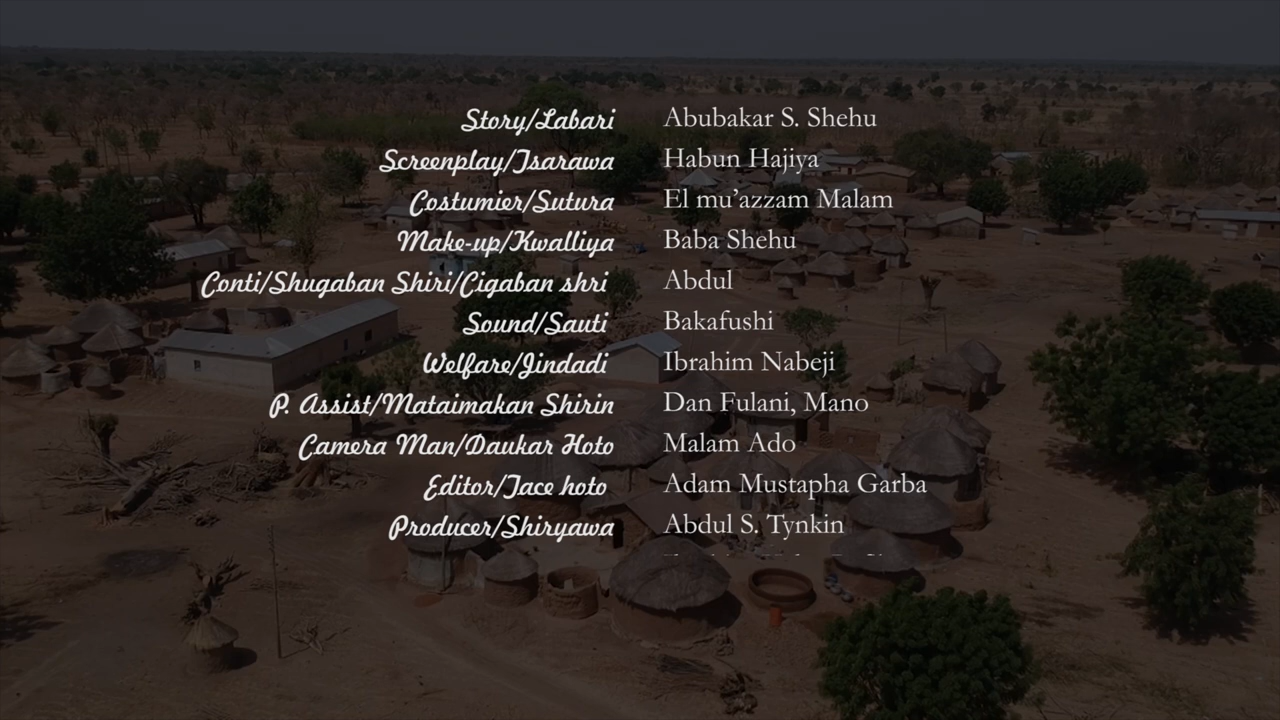 Story/Labari Abubakar S. Shehu
Screenplay/Tsarawa Habun Hajiya
Costumier/Sutura El mu'azzam Malam
Make-up/Kwalliya Baba Shehu
Conti/Shugaban Shiri/Cigaban shri Abdul
Sound/Sauti Bakafushi
Welfare/Jindadi Ibrahim Nabeji
P. Assist/Mataimakan Shirin Dan Fulani, Mano
Camera Man/Daukar Hoto Malam Ado
Editor/Tace hoto Adam Mustapha Garba
Producer/Shiryawa Abdul S. Tynkin